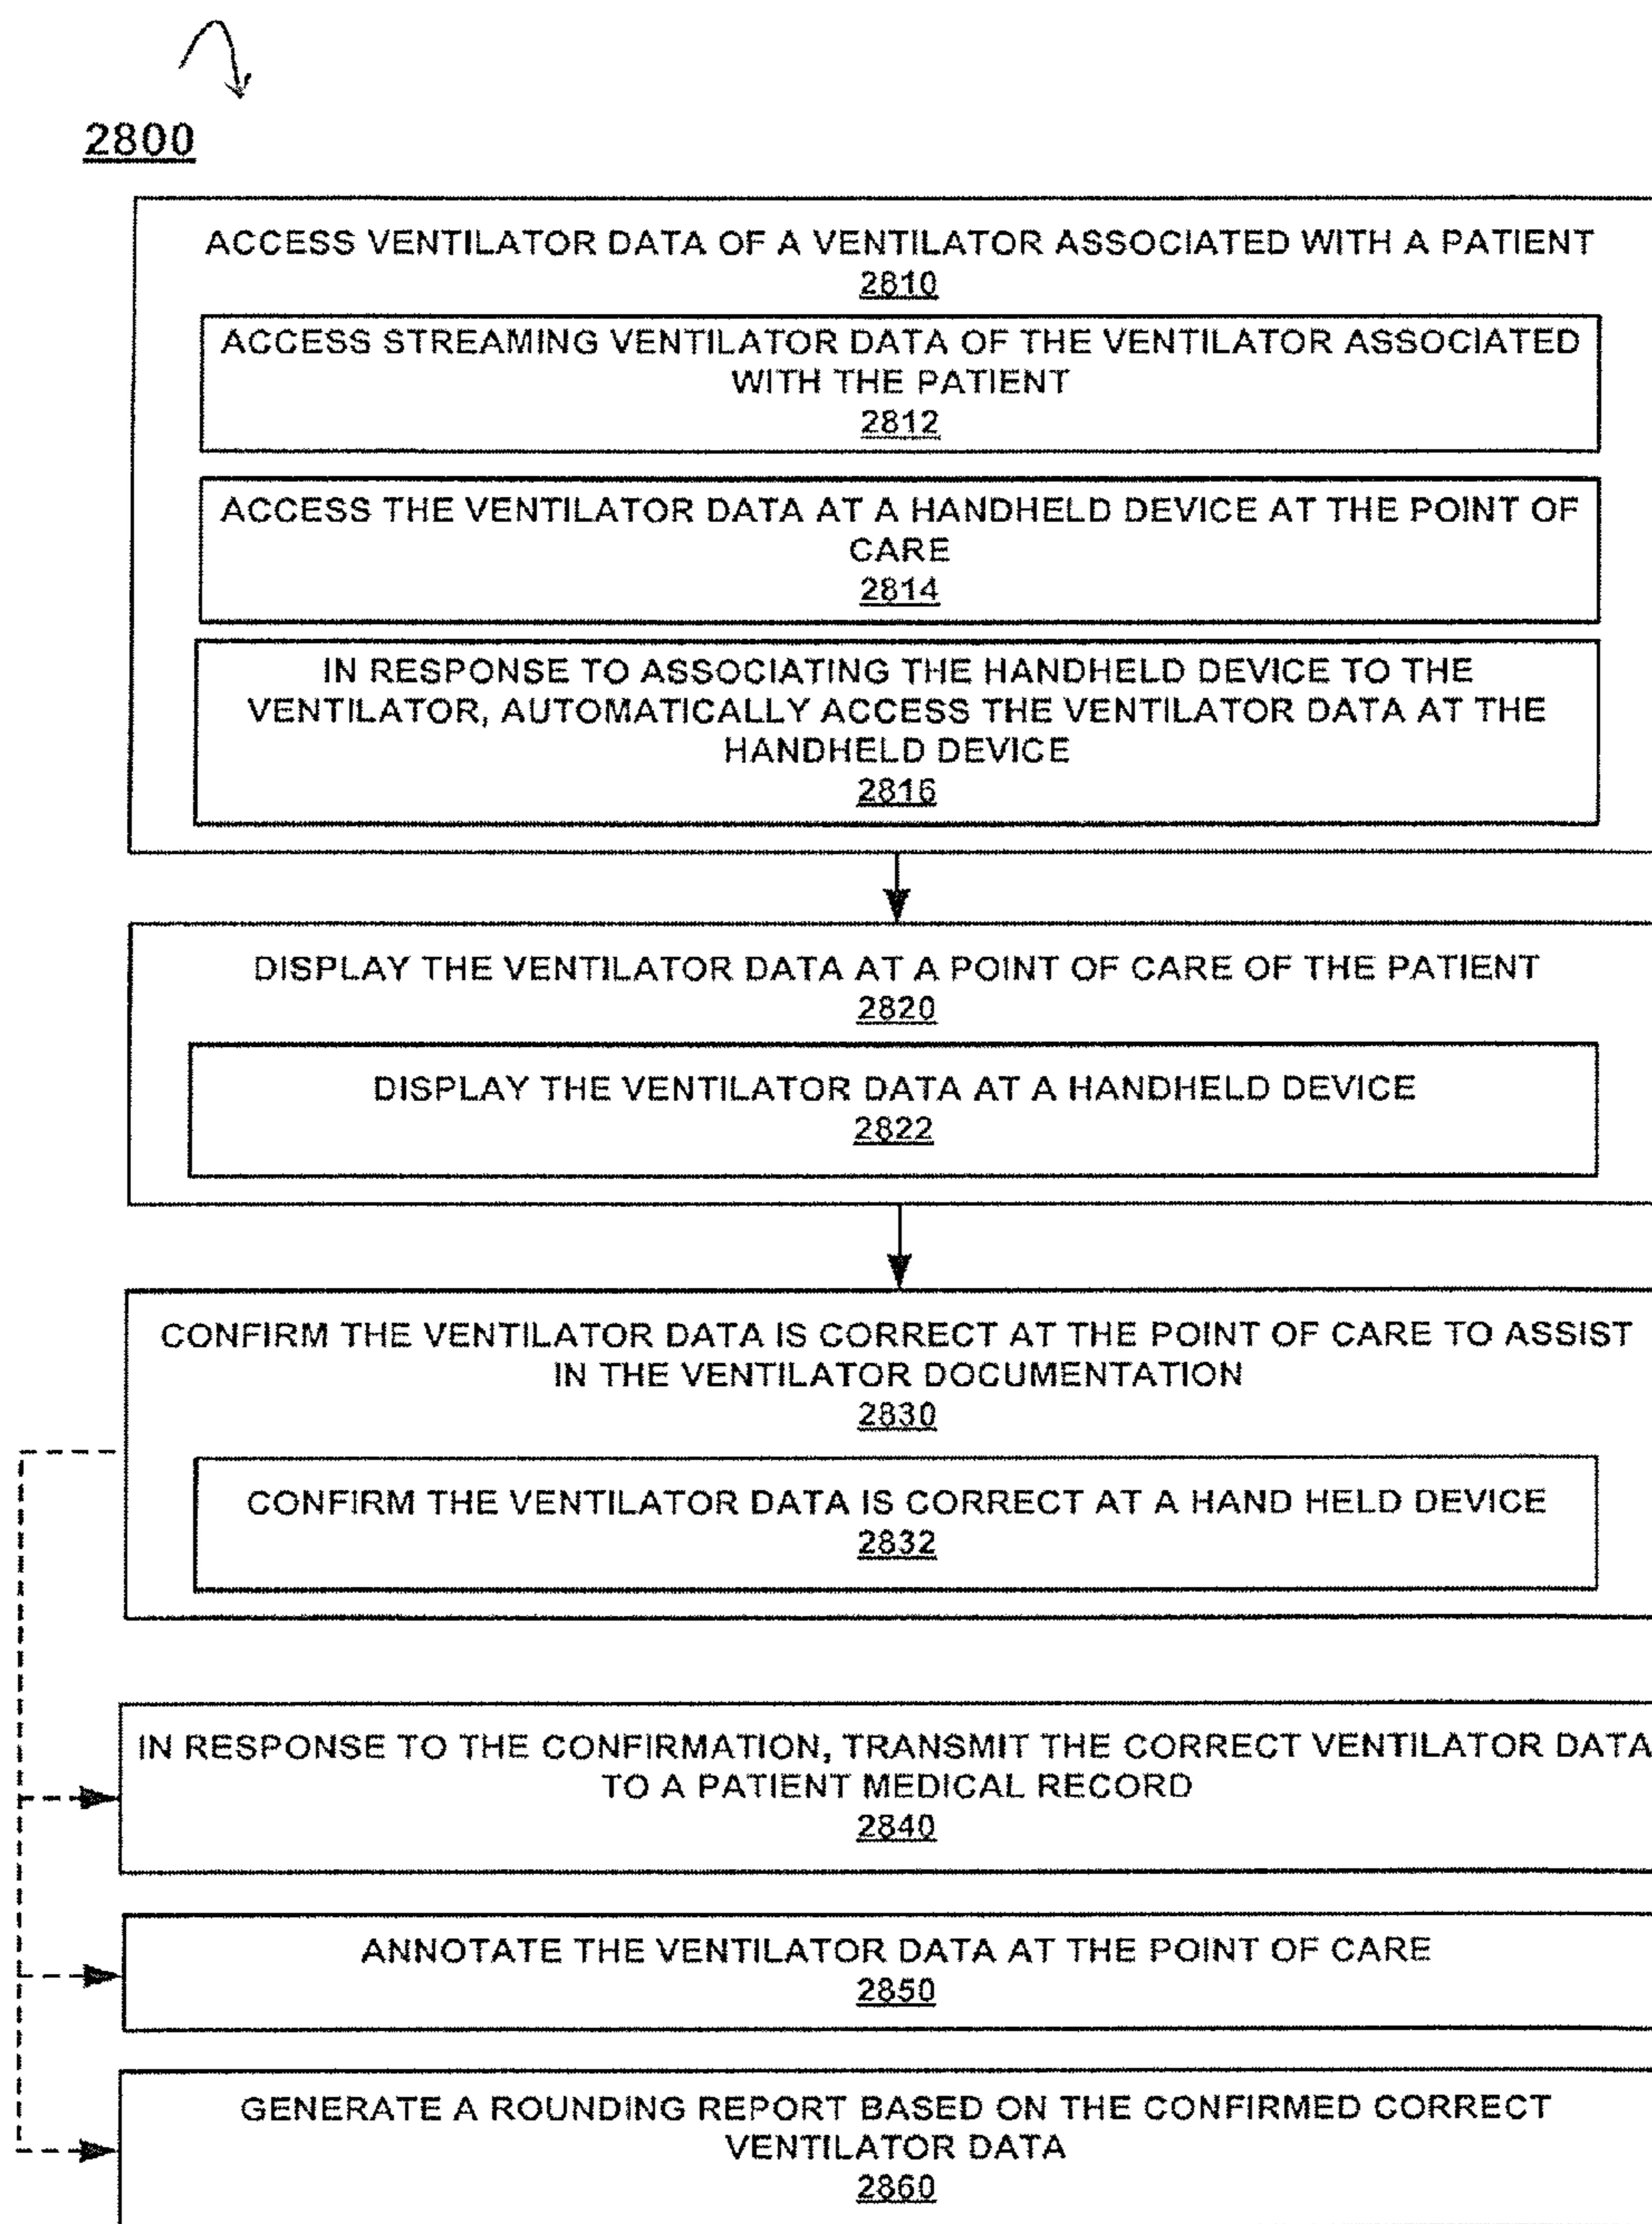 2800
ACCESS VENTILATOR DATA OF A VENTILATOR ASSOCIATED WITH A PATIENT
2810
ACCESS STREAMING VENTILATOR DATA OF THE VENTILATOR ASSOCIATED
WITH THE PATIENT
2812
ACCESS THE VENTILATOR DATA AT A HANDHELD DEVICE AT THE POINT OF
CARE
2814
IN RESPONSE TO ASSOCIATING THE HANDHELD DEVICE TO THE
VENTILATOR, AUTOMATICALLY ACCESS THE VENTILATOR DATA AT THE
HANDHELD DEVICE
2816
DISPLAY THE VENTILATOR DATA AT A POINT OF CARE OF THE PATIENT
2820
DISPLAY THE VENTILATOR DATA AT A HANDHELD DEVICE
2822
CONFIRM THE VENTILATOR DATA IS CORRECT AT THE POINT OF CARE TO ASSIST
IN THE VENTILATOR DOCUMENTATION
2830
CONFIRM THE VENTILATOR DATA IS CORRECT AT A HAND HELD DEVICE
2832
IN RESPONSE TO THE CONFIRMATION, TRANSMIT THE CORRECT VENTILATOR DATA
TO A PATIENT MEDICAL RECORD
2840
ANNOTATE THE VENTILATOR DATA AT THE POINT OF CARE
2850
GENERATE A ROUNDING REPORT BASED ON THE CONFIRMED CORRECT
VENTILATOR DATA
2860